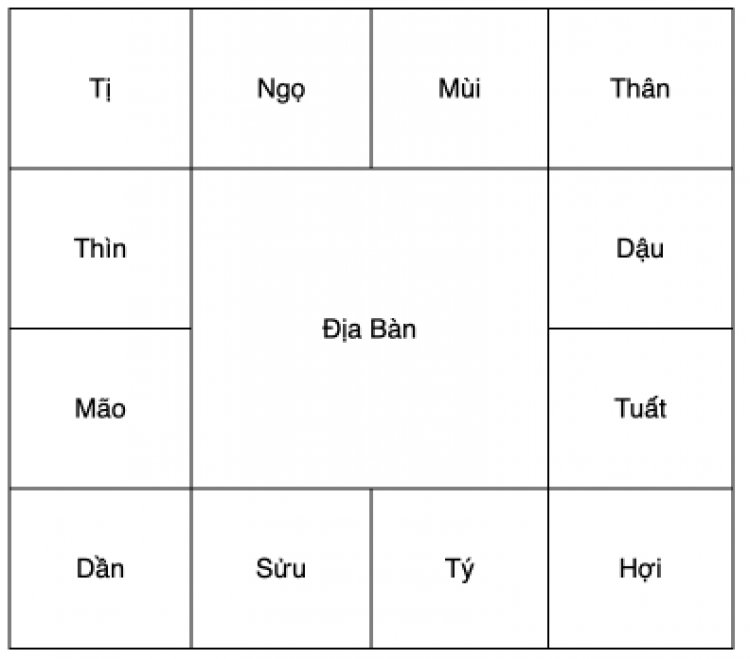 Tị
Ngọ
Mùi
Thân
Thìn
Dậu
Địa Bàn
Mão
Tuất
Dần
Sửu
Tý
Hợi